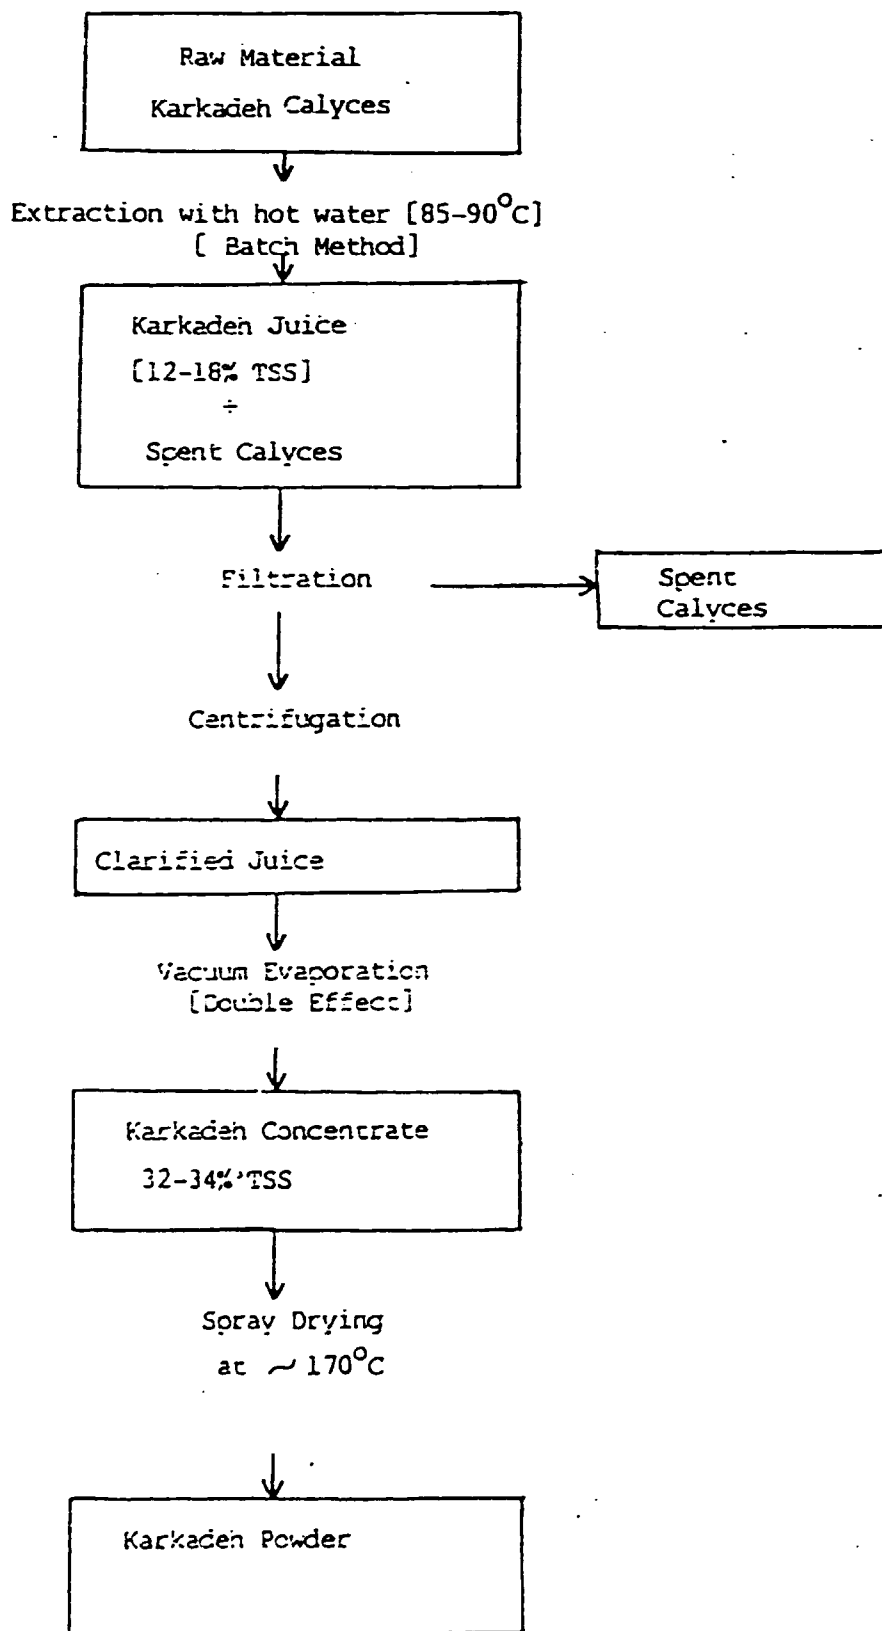 Raw Material
Karkadeh Calyces
Extraction with hot water [85-90°C]
[ Batch Method]
Karkadeh Juice
[12-18% TSS]
÷
Spent Calyces
Filtration
Spent
Calyces
Centrifugation
Clarified Juice
Vacuum Evaporation
[Double Effect]
Karkadeh Concentrate
32-34% TSS
Spray Drying
at ~ 170°C
Karkadeh Powder